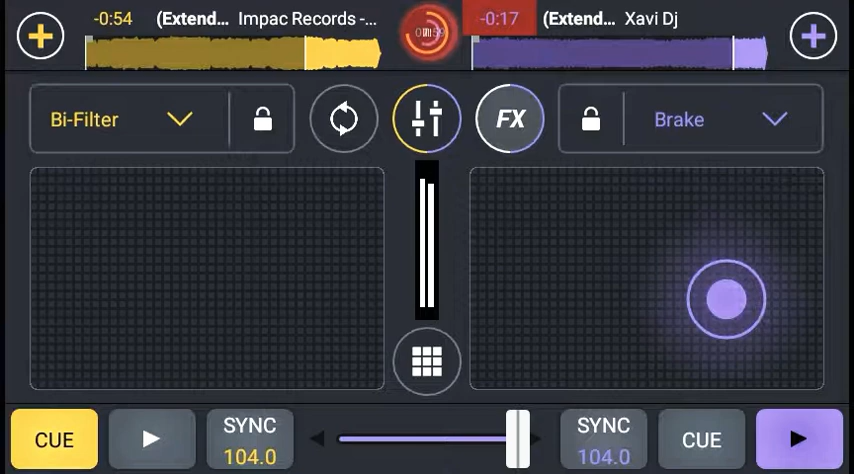 -0:54 (Extend... Impac Records -...
-0:17 (Extend... Xavi Dj
Bi-Filter
FX
Brake
CUE
SYNC
104.0
SYNC
104.0
CUE